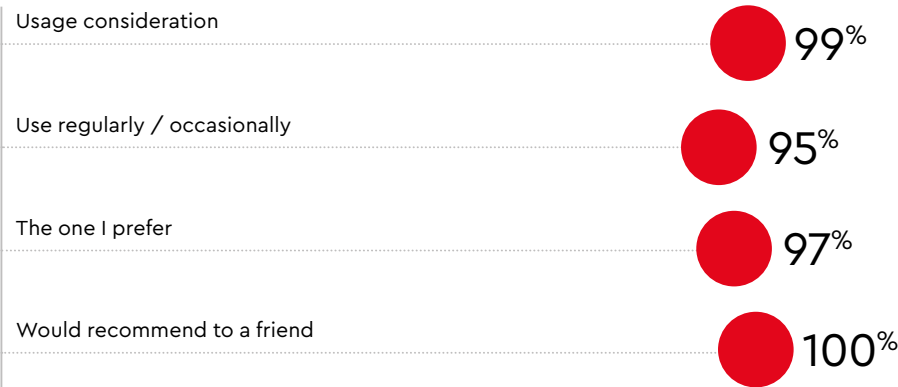 Usage consideration
99%
Use regularly / occasionally
95%
The one I prefer
97%
Would recommend to a friend
100%